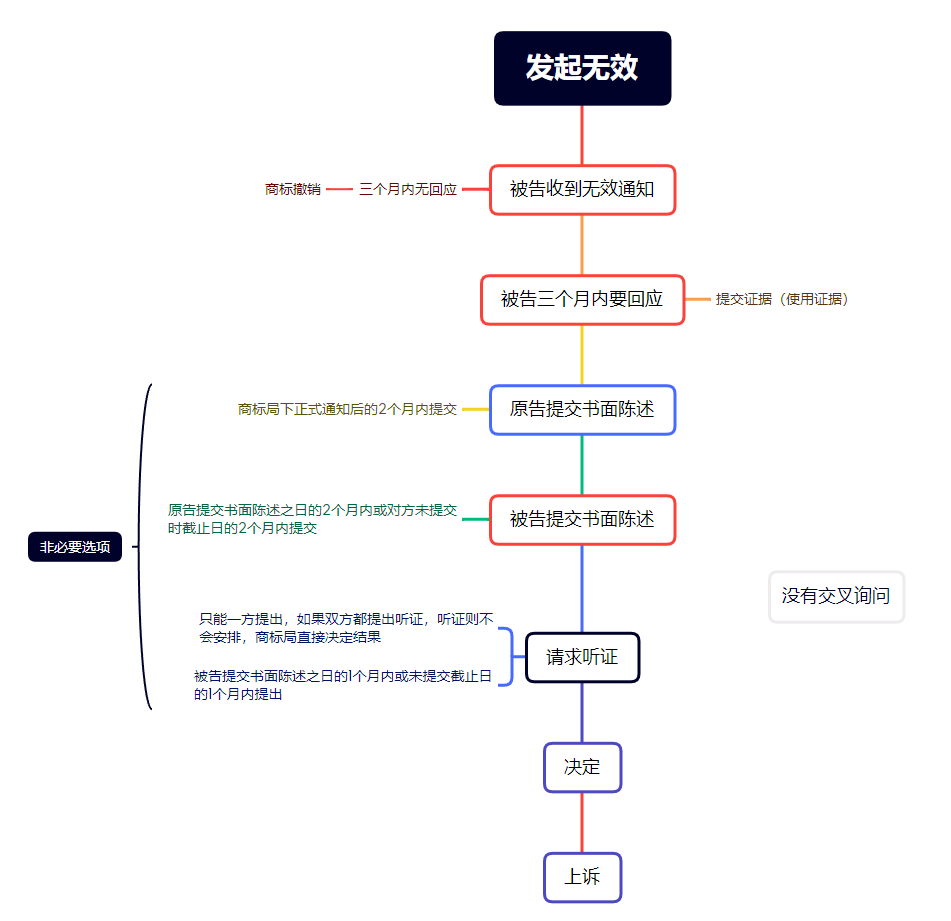 发起无效
商标撤销
三个月内无回应
被告收到无效通知
被告三个月内要回应
提交证据（使用证据）
商标局下正式通知后的2个月内提交
原告提交书面陈述
原告提交书面陈述之日的2个月内或对方未提交
时截止日的2个月内提交
被告提交书面陈述
非必要选项
没有交叉询问
只能一方提出，如果双方都提出听证，听证则不
会安排，商标局直接决定结果
请求听证
被告提交书面陈述之日的1个月内或未提交截止日
的1个月内提出
决定
上诉